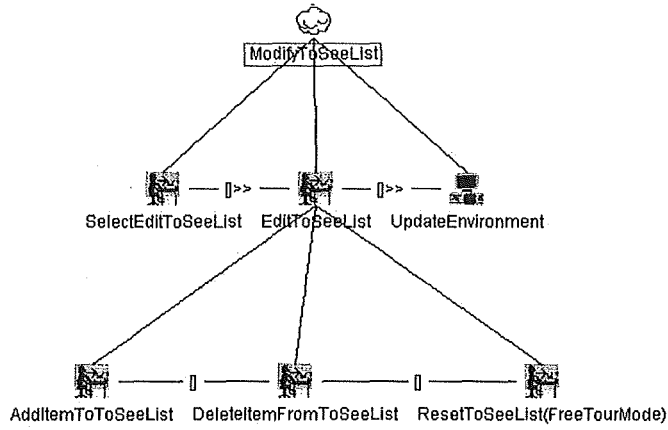 ModifyToSeeList
[]>> []>>
SelectEditToSeeList EditToSeeList UpdateEnvironment
[] []
AddItemToToSeeList DeleteItemFromToSeeList ResetToSeeList(FreeTourMode)